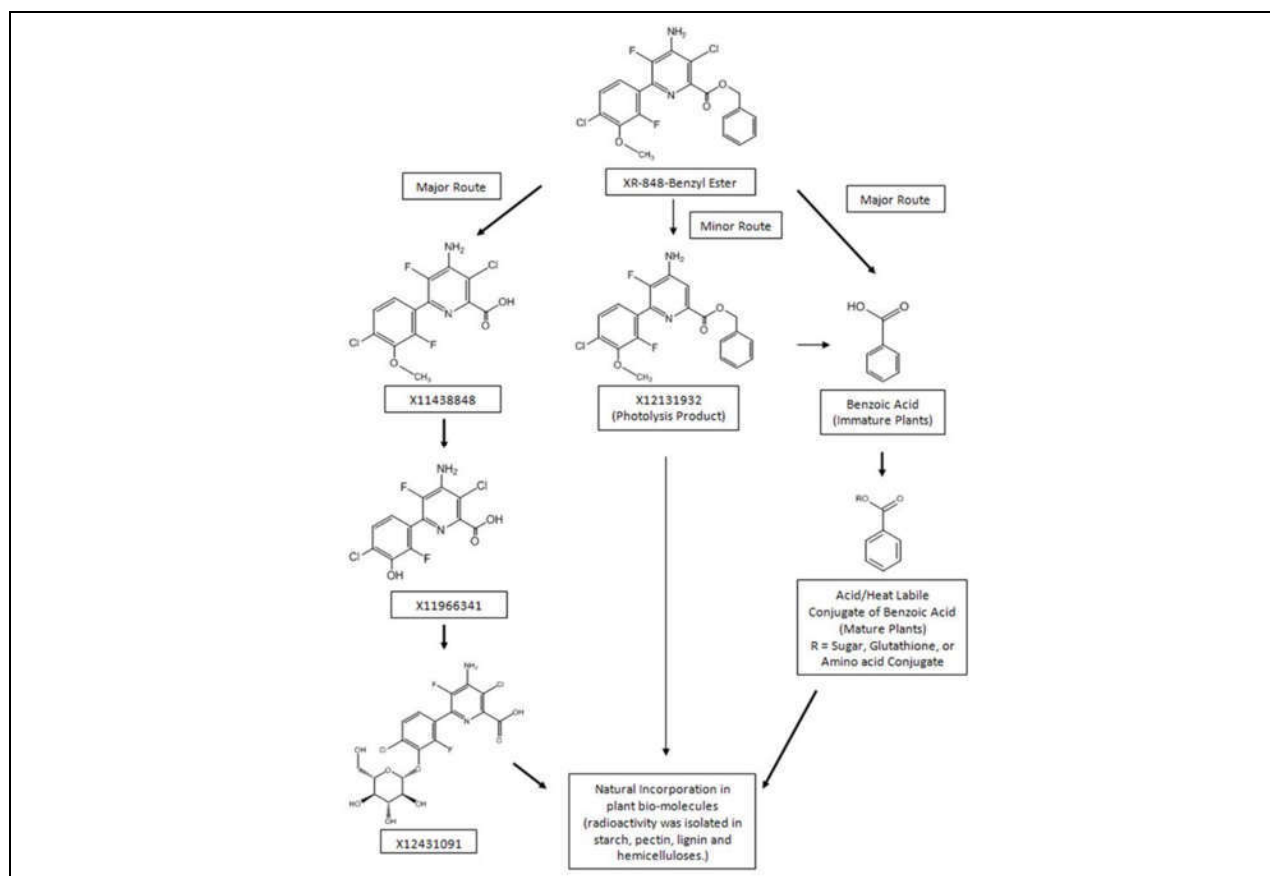 NH₂
F
Cl
N
O
O
Cl
F
O
CH₃
XR-848-Benzyl Ester
Major Route
Major Route
Minor Route
NH₂
F
Cl
N
OH
O
Cl
F
O
CH₃
X11438848
NH₂
F
N
O
O
Cl
F
O
CH₃
X12131932
(Photolysis Product)
HO
O
Benzoic Acid
(Immature Plants)
NH₂
F
Cl
N
OH
O
Cl
F
OH
X11966341
RO
O
Acid/Heat Labile
Conjugate of Benzoic Acid
(Mature Plants)
R = Sugar, Glutathione, or
Amino acid Conjugate
NH₂
F
Cl
N
OH
O
Cl
F
O
OH
O
HO
OH
OH
X12431091
Natural Incorporation in
plant bio-molecules
(radioactivity was isolated in
starch, pectin, lignin and
hemicelluloses.)